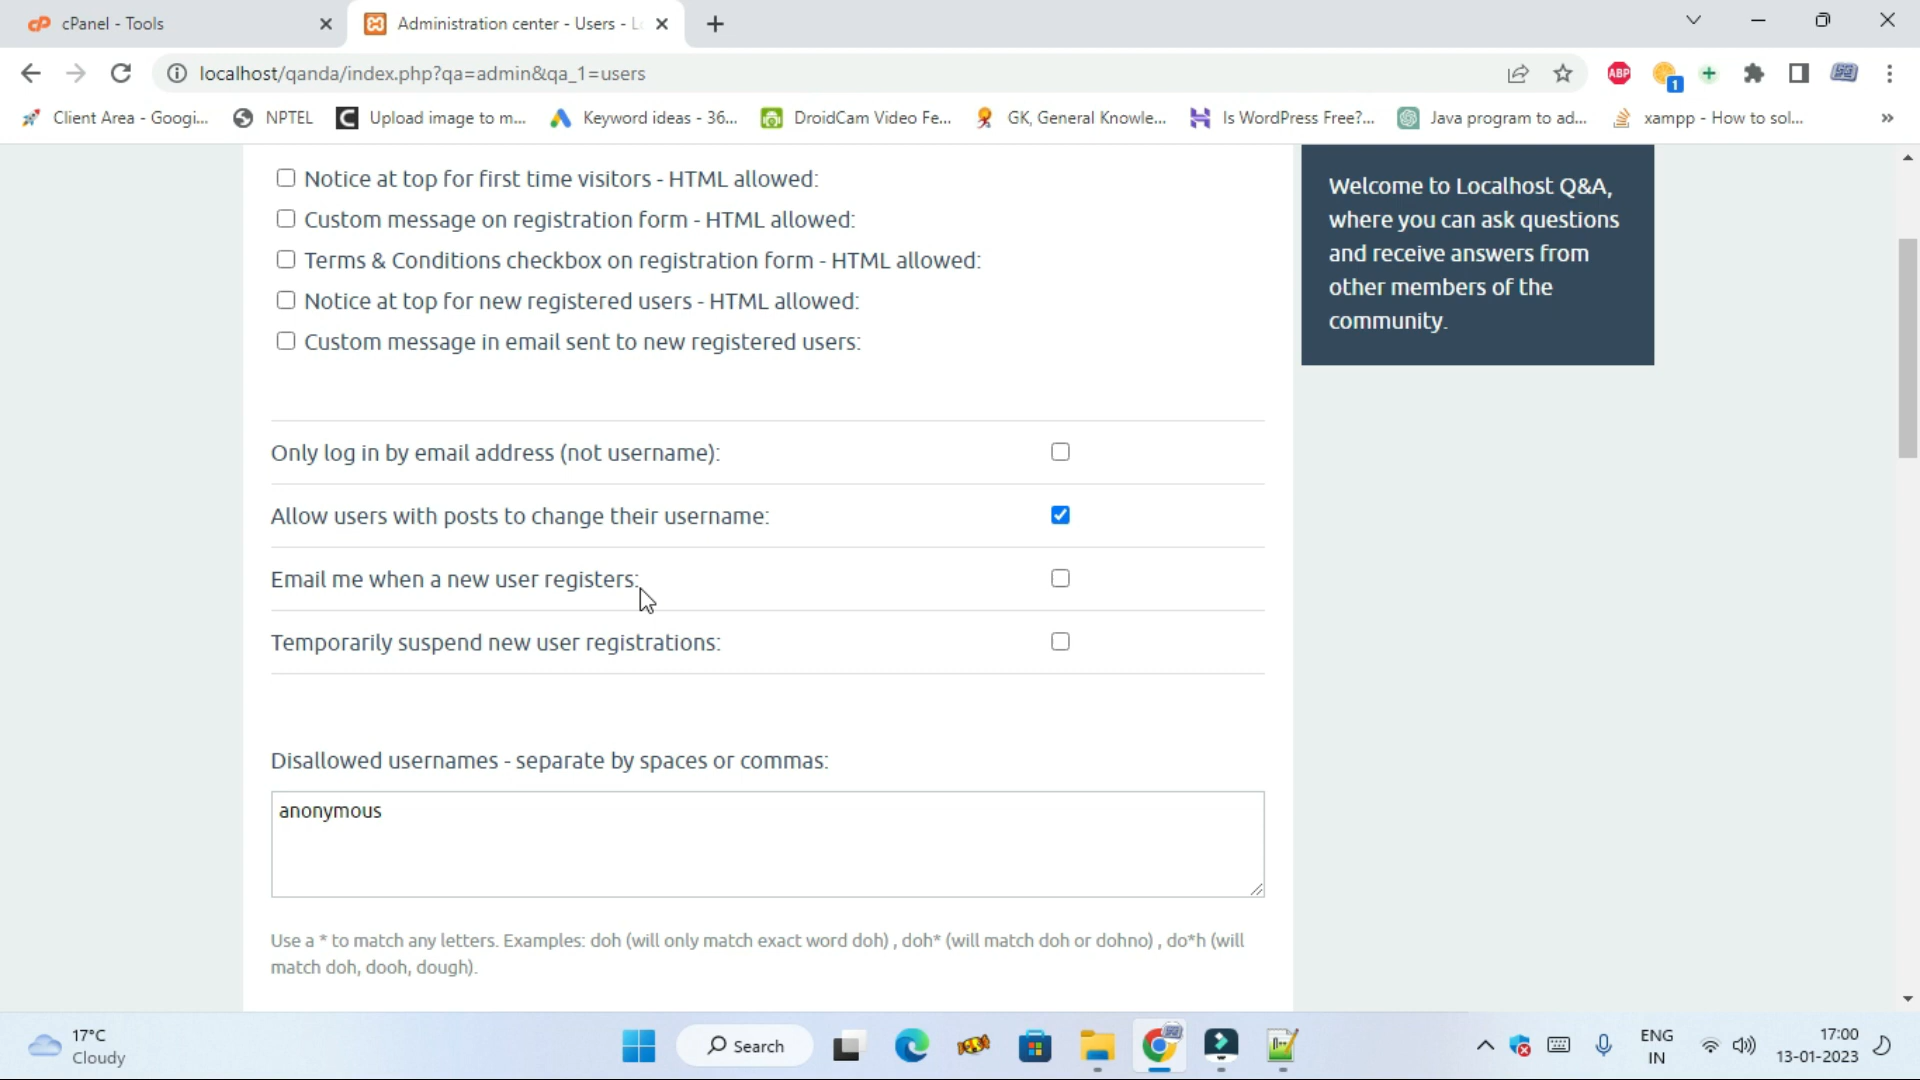 cPanel - Tools
Administration center - Users - L
localhost/qanda/index.php?qa=admin&qa_1=users
ABP
1
Client Area - Googi...
NPTEL
Upload image to m...
Keyword ideas - 36...
DroidCam Video Fe...
GK, General Knowle...
Is WordPress Free?...
Java program to ad...
xampp - How to sol...
Notice at top for first time visitors - HTML allowed:
Custom message on registration form - HTML allowed:
Terms & Conditions checkbox on registration form - HTML allowed:
Notice at top for new registered users - HTML allowed:
Custom message in email sent to new registered users:
Welcome to Localhost Q&A,
where you can ask questions
and receive answers from
other members of the
community.
Only log in by email address (not username):
Allow users with posts to change their username:
Email me when a new user registers:
Temporarily suspend new user registrations:
Disallowed usernames - separate by spaces or commas:
anonymous
Use a * to match any letters. Examples: doh (will only match exact word doh) , doh* (will match doh or dohno) , do*h (will
match doh, dooh, dough).
17°C
Cloudy
Search
ENG
IN
17:00
13-01-2023